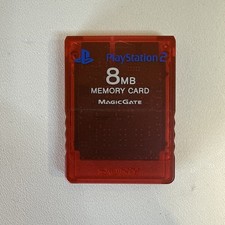 PlayStation 2
8MB
MEMORY CARD
MAGICGATE